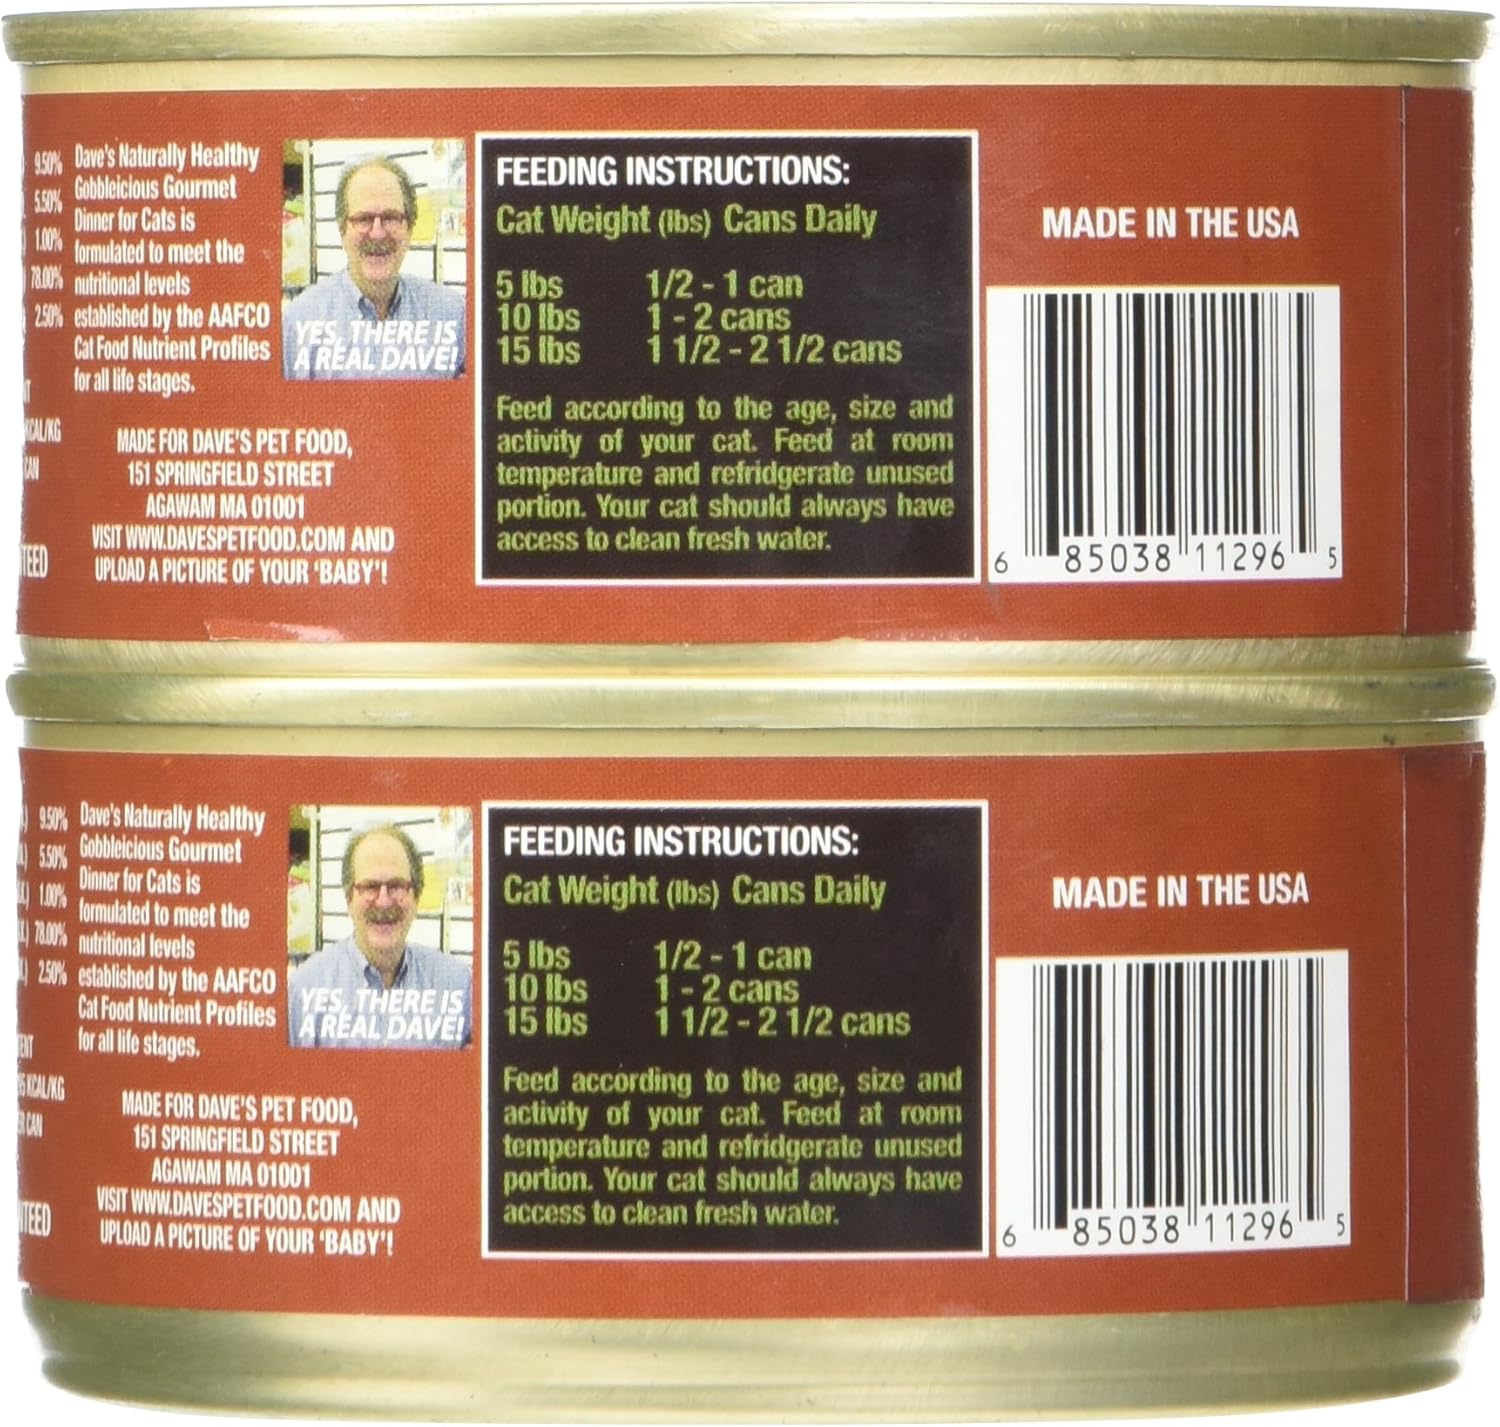 9.50%
5.50%
1.00%
78.00%
2.50%
KCAL/KG
CAN
TEED
Dave's Naturally Healthy
Gobbleicious Gourmet
Dinner for Cats is
formulated to meet the
nutritional levels
established by the AAFCO
Cat Food Nutrient Profiles
for all life stages.
MADE FOR DAVE'S PET FOOD,
151 SPRINGFIELD STREET
AGAWAM MA 01001
VISIT WWW.DAVESPETFOOD.COM AND
UPLOAD A PICTURE OF YOUR 'BABY'!
YES, THERE IS
A REAL DAVE!
FEEDING INSTRUCTIONS:
Cat Weight (lbs) Cans Daily
5 lbs 1/2 - 1 can
10 lbs 1 - 2 cans
15 lbs 1 1/2 - 2 1/2 cans
Feed according to the age, size and
activity of your cat. Feed at room
temperature and refridgerate unused
portion. Your cat should always have
access to clean fresh water.
MADE IN THE USA
6 85038 11296 5
9.50%
5.50%
1.00%
78.00%
2.50%
KCAL/KG
CAN
TEED
Dave's Naturally Healthy
Gobbleicious Gourmet
Dinner for Cats is
formulated to meet the
nutritional levels
established by the AAFCO
Cat Food Nutrient Profiles
for all life stages.
MADE FOR DAVE'S PET FOOD,
151 SPRINGFIELD STREET
AGAWAM MA 01001
VISIT WWW.DAVESPETFOOD.COM AND
UPLOAD A PICTURE OF YOUR 'BABY'!
YES, THERE IS
A REAL DAVE!
FEEDING INSTRUCTIONS:
Cat Weight (lbs) Cans Daily
5 lbs 1/2 - 1 can
10 lbs 1 - 2 cans
15 lbs 1 1/2 - 2 1/2 cans
Feed according to the age, size and
activity of your cat. Feed at room
temperature and refridgerate unused
portion. Your cat should always have
access to clean fresh water.
MADE IN THE USA
6 85038 11296 5